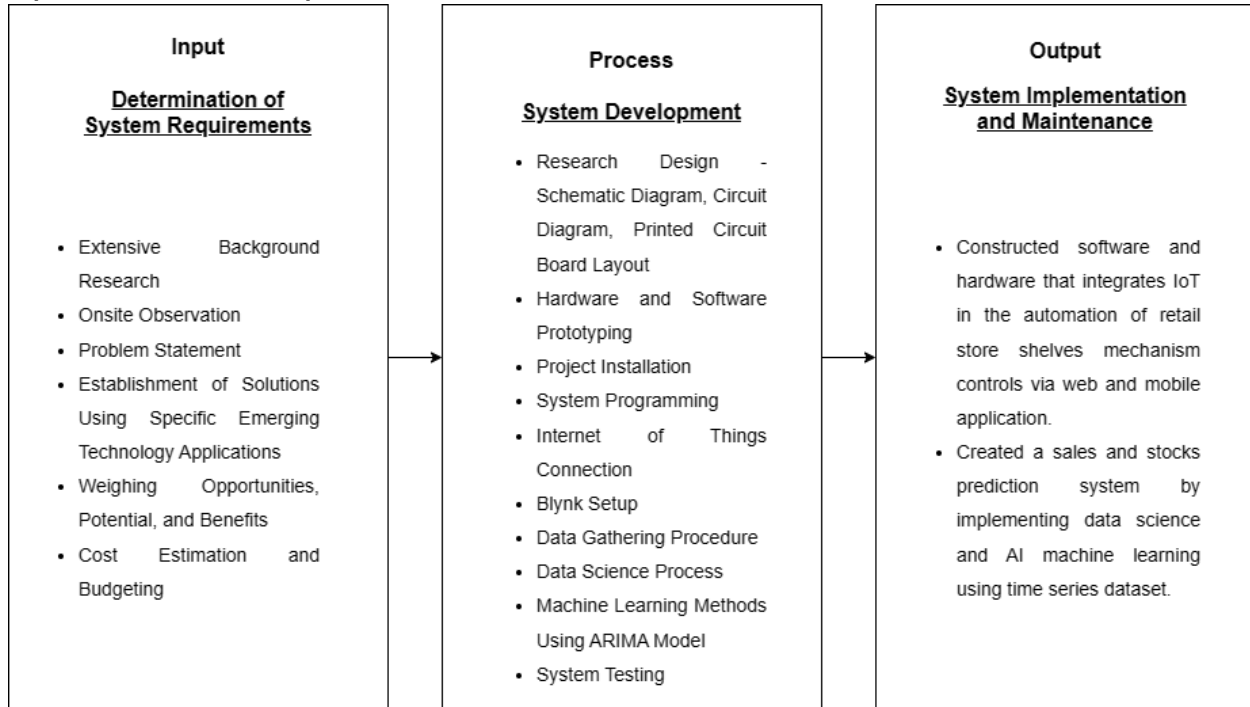 Input
Determination of
System Requirements
• Extensive Background
Research
• Onsite Observation
• Problem Statement
• Establishment of Solutions
Using Specific Emerging
Technology Applications
• Weighing Opportunities,
Potential, and Benefits
• Cost Estimation and
Budgeting
Process
System Development
• Research Design -
Schematic Diagram, Circuit
Diagram, Printed Circuit
Board Layout
• Hardware and Software
Prototyping
• Project Installation
• System Programming
• Internet of Things
Connection
• Blynk Setup
• Data Gathering Procedure
• Data Science Process
• Machine Learning Methods
Using ARIMA Model
• System Testing
Output
System Implementation
and Maintenance
• Constructed software and
hardware that integrates IoT
in the automation of retail
store shelves mechanism
controls via web and mobile
application.
• Created a sales and stocks
prediction system by
implementing data science
and AI machine learning
using time series dataset.